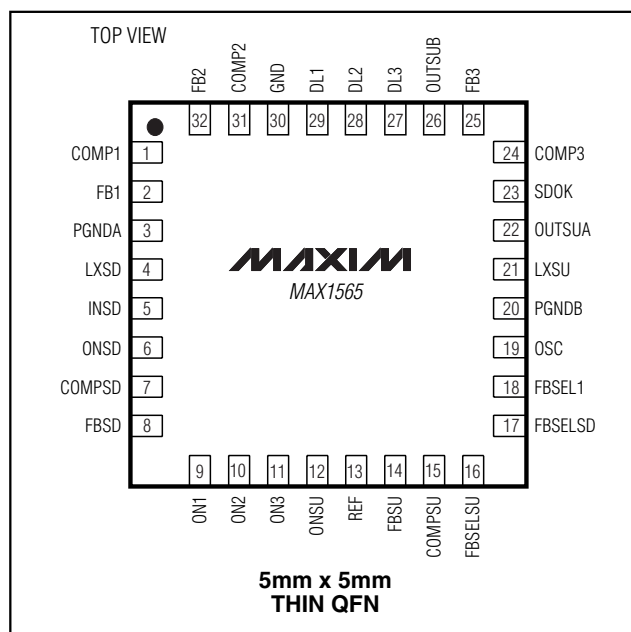 TOP VIEW
FB2
COMP2
GND
DL1
DL2
DL3
OUTSUB
FB3
32 31 30 29 28 27 26 25
COMP1 1
FB1 2
PGNDA 3
LXSD 4
INSD 5
ONSD 6
COMPSD 7
FBSD 8
24 COMP3
23 SDOK
22 OUTSUA
21 LXSU
20 PGNDB
19 OSC
18 FBSEL1
17 FBSELSD
MAXIM
MAX1565
9 10 11 12 13 14 15 16
ON1
ON2
ON3
ONSU
REF
FBSU
COMPSU
FBSELSU
5mm x 5mm
THIN QFN